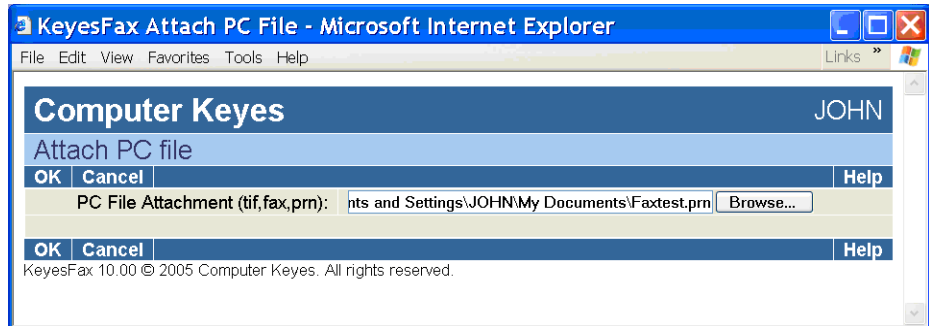 KeyesFax Attach PC File - Microsoft Internet Explorer
File Edit View Favorites Tools Help Links »
Computer Keyes JOHN
Attach PC file
OK Cancel Help
PC File Attachment (tif,fax,prn): nts and Settings\JOHN\My Documents\Faxtest.prn Browse...
OK Cancel Help
KeyesFax 10.00 © 2005 Computer Keyes. All rights reserved.